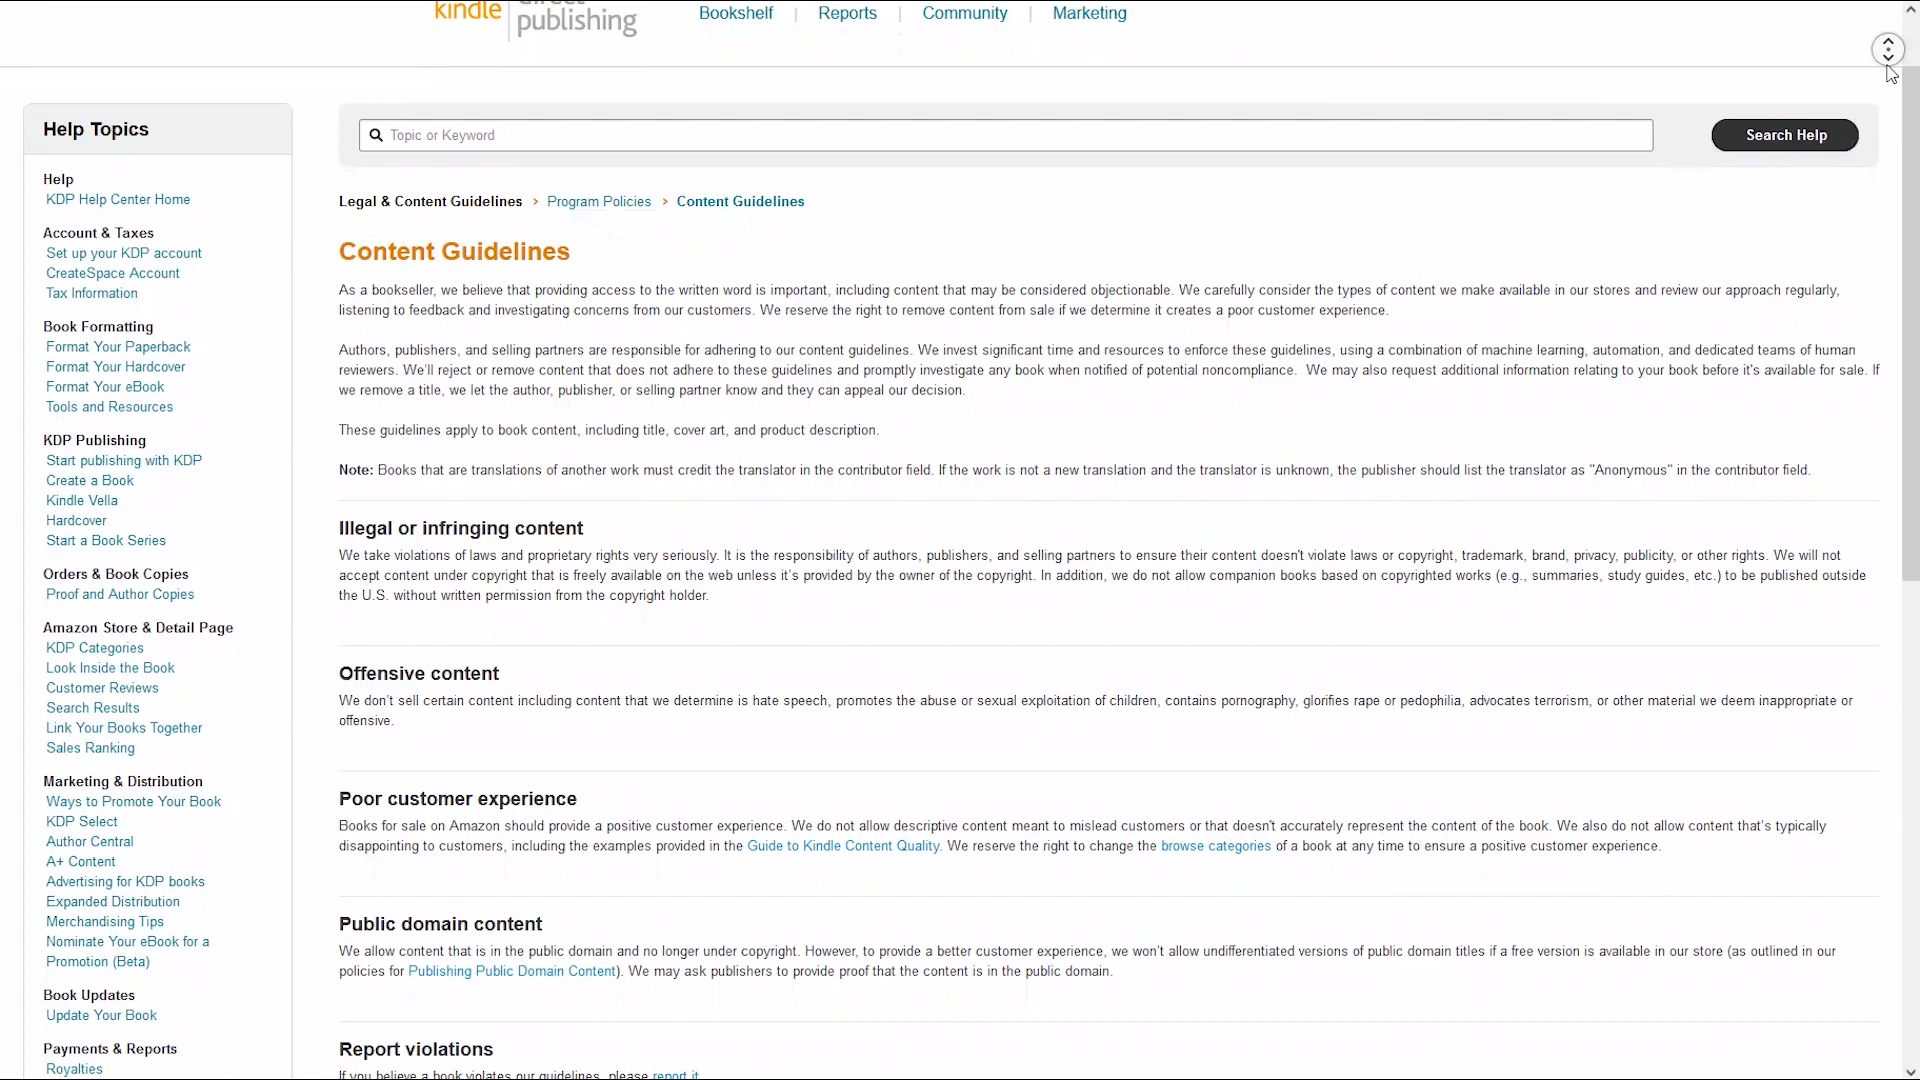 kindle direct
publishing
Bookshelf | Reports | Community | Marketing
Help Topics
Help
KDP Help Center Home
Account & Taxes
Set up your KDP account
CreateSpace Account
Tax Information
Book Formatting
Format Your Paperback
Format Your Hardcover
Format Your eBook
Tools and Resources
KDP Publishing
Start publishing with KDP
Create a Book
Kindle Vella
Hardcover
Start a Book Series
Orders & Book Copies
Proof and Author Copies
Amazon Store & Detail Page
KDP Categories
Look Inside the Book
Customer Reviews
Search Results
Link Your Books Together
Sales Ranking
Marketing & Distribution
Ways to Promote Your Book
KDP Select
Author Central
A+ Content
Advertising for KDP books
Expanded Distribution
Merchandising Tips
Nominate Your eBook for a
Promotion (Beta)
Book Updates
Update Your Book
Payments & Reports
Royalties
Topic or Keyword
Search Help
Legal & Content Guidelines › Program Policies › Content Guidelines
Content Guidelines
As a bookseller, we believe that providing access to the written word is important, including content that may be considered objectionable. We carefully consider the types of content we make available in our stores and review our approach regularly,
listening to feedback and investigating concerns from our customers. We reserve the right to remove content from sale if we determine it creates a poor customer experience.
Authors, publishers, and selling partners are responsible for adhering to our content guidelines. We invest significant time and resources to enforce these guidelines, using a combination of machine learning, automation, and dedicated teams of human
reviewers. We'll reject or remove content that does not adhere to these guidelines and promptly investigate any book when notified of potential noncompliance. We may also request additional information relating to your book before it's available for sale. If
we remove a title, we let the author, publisher, or selling partner know and they can appeal our decision.
These guidelines apply to book content, including title, cover art, and product description.
Note: Books that are translations of another work must credit the translator in the contributor field. If the work is not a new translation and the translator is unknown, the publisher should list the translator as "Anonymous" in the contributor field.
Illegal or infringing content
We take violations of laws and proprietary rights very seriously. It is the responsibility of authors, publishers, and selling partners to ensure their content doesn't violate laws or copyright, trademark, brand, privacy, publicity, or other rights. We will not
accept content under copyright that is freely available on the web unless it's provided by the owner of the copyright. In addition, we do not allow companion books based on copyrighted works (e.g., summaries, study guides, etc.) to be published outside
the U.S. without written permission from the copyright holder.
Offensive content
We don't sell certain content including content that we determine is hate speech, promotes the abuse or sexual exploitation of children, contains pornography, glorifies rape or pedophilia, advocates terrorism, or other material we deem inappropriate or
offensive.
Poor customer experience
Books for sale on Amazon should provide a positive customer experience. We do not allow descriptive content meant to mislead customers or that doesn't accurately represent the content of the book. We also do not allow content that's typically
disappointing to customers, including the examples provided in the Guide to Kindle Content Quality. We reserve the right to change the browse categories of a book at any time to ensure a positive customer experience.
Public domain content
We allow content that is in the public domain and no longer under copyright. However, to provide a better customer experience, we won't allow undifferentiated versions of public domain titles if a free version is available in our store (as outlined in our
policies for Publishing Public Domain Content). We may ask publishers to provide proof that the content is in the public domain.
Report violations
If you believe a book violates our guidelines, please report it